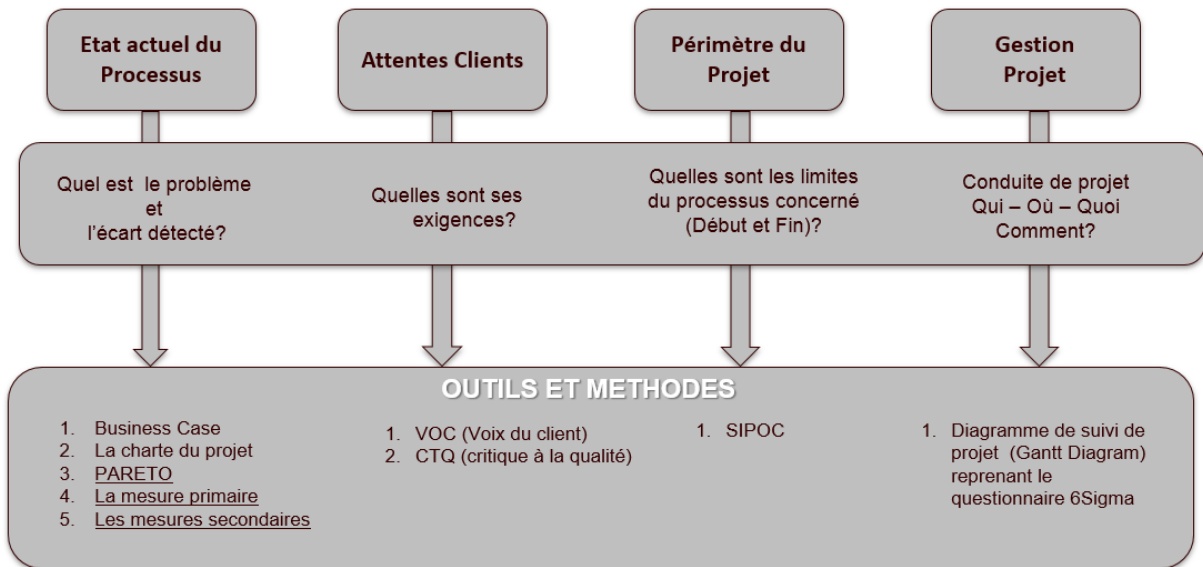 Etat actuel du
Processus
Attentes Clients
Périmètre du
Projet
Gestion
Projet
Quel est le problème
et
l'écart détecté?
Quelles sont ses
exigences?
Quelles sont les limites
du processus concerné
(Début et Fin)?
Conduite de projet
Qui – Où – Quoi
Comment?
OUTILS ET METHODES
1. Business Case
2. La charte du projet
3. PARETO
4. La mesure primaire
5. Les mesures secondaires
1. VOC (Voix du client)
2. CTQ (critique à la qualité)
1. SIPOC
1. Diagramme de suivi de
projet (Gantt Diagram)
reprenant le
questionnaire 6Sigma